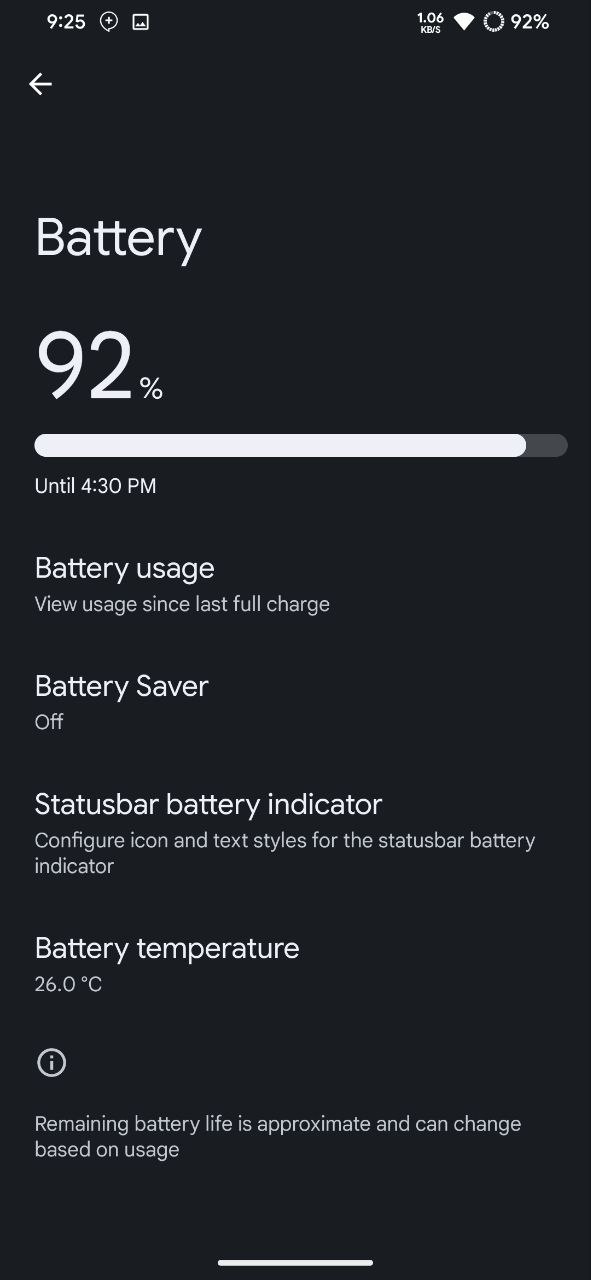 9:25
1.06
KB/S
92%
Battery
92%
Until 4:30 PM
Battery usage
View usage since last full charge
Battery Saver
Off
Statusbar battery indicator
Configure icon and text styles for the statusbar battery
indicator
Battery temperature
26.0 °C
Remaining battery life is approximate and can change
based on usage